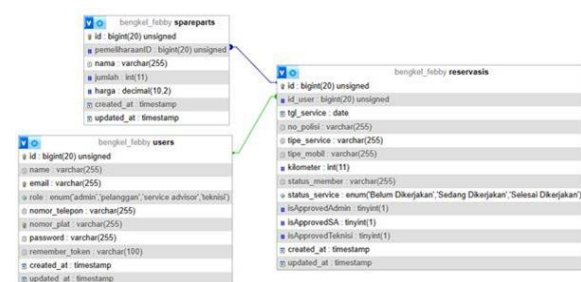 bengkel_febby spareparts
id : bigint(20) unsigned
pemeliharaanID : bigint(20) unsigned
nama : varchar(255)
jumlah : int(11)
harga : decimal(10,2)
created_at : timestamp
updated_at : timestamp
bengkel_febby users
id : bigint(20) unsigned
name : varchar(255)
email : varchar(255)
role : enum('admin','pelanggan','service advisor','teknisi')
nomor_telepon : varchar(255)
nomor_plat : varchar(255)
password : varchar(255)
remember_token : varchar(100)
created_at : timestamp
updated_at : timestamp
bengkel_febby reservasis
id : bigint(20) unsigned
id_user : bigint(20) unsigned
tgl_service : date
no_polisi : varchar(255)
tipe_service : varchar(255)
tipe_mobil : varchar(255)
kilometer : int(11)
status_member : varchar(255)
status_service : enum('Belum Dikerjakan','Sedang Dikerjakan','Selesai Dikerjakan')
isApprovedAdmin : tinyint(1)
isApprovedSA : tinyint(1)
isApprovedTeknisi : tinyint(1)
created_at : timestamp
updated_at : timestamp